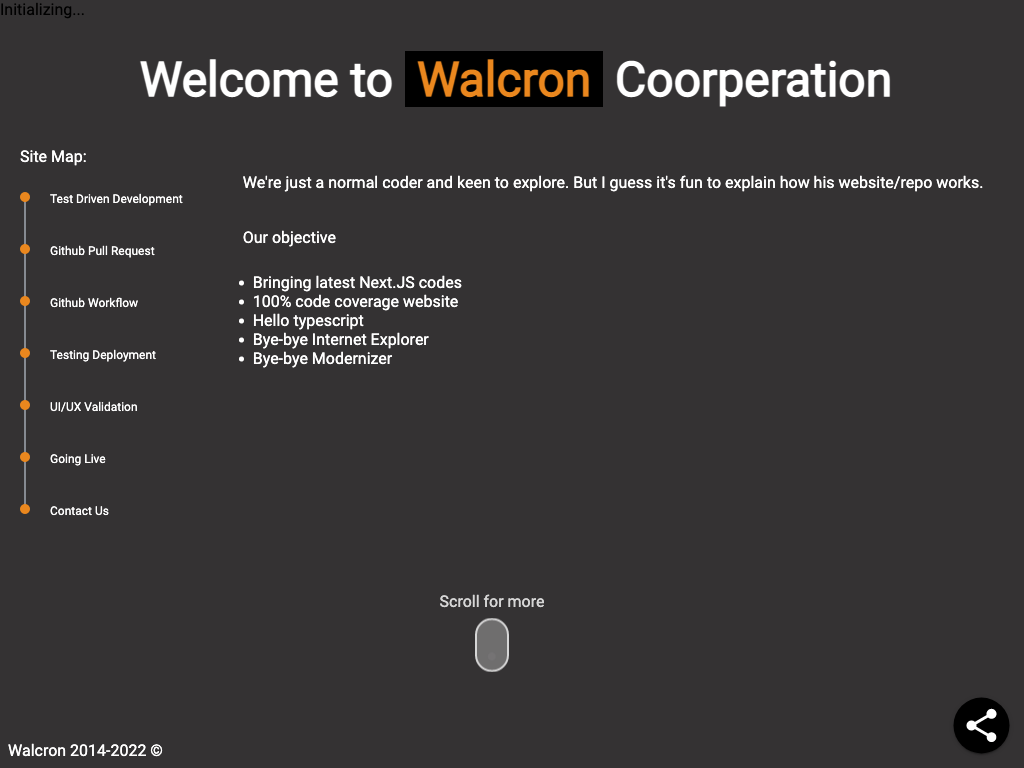 Initializing...
Welcome to Walcron Coorperation
Site Map:
Test Driven Development
Github Pull Request
Github Workflow
Testing Deployment
UI/UX Validation
Going Live
Contact Us
We're just a normal coder and keen to explore. But I guess it's fun to explain how his website/repo works.
Our objective
Bringing latest Next.JS codes
100% code coverage website
Hello typescript
Bye-bye Internet Explorer
Bye-bye Modernizer
Scroll for more
Walcron 2014-2022 ©